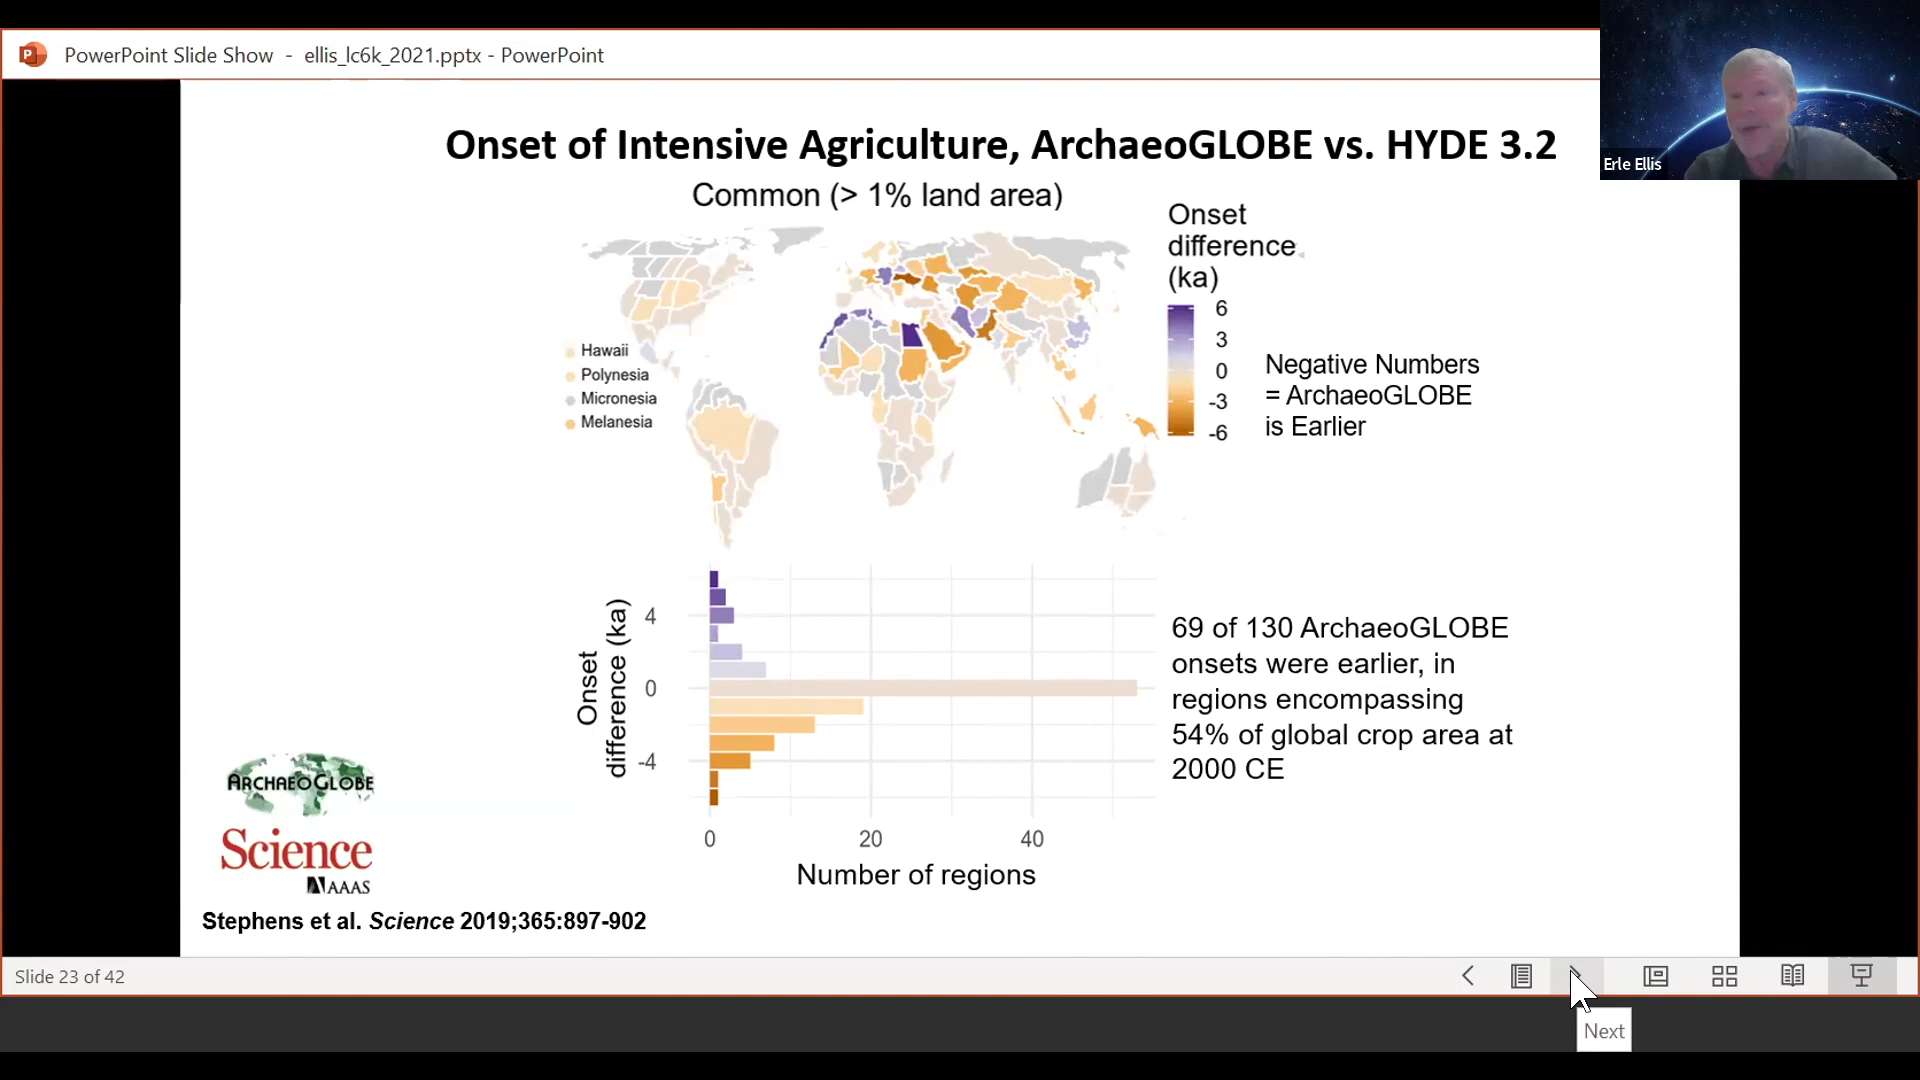 PowerPoint Slide Show - ellis_lc6k_2021.pptx - PowerPoint
Erle Ellis
Onset of Intensive Agriculture, ArchaeoGLOBE vs. HYDE 3.2
Common (> 1% land area)
Onset
difference
(ka)
6
3
0
-3
-6
Negative Numbers
= ArchaeoGLOBE
is Earlier
Hawaii
Polynesia
Micronesia
Melanesia
Onset
difference (ka)
4
0
-4
0 20 40
Number of regions
69 of 130 ArchaeoGLOBE
onsets were earlier, in
regions encompassing
54% of global crop area at
2000 CE
ARCHAEOGLOBE
Science
AAAS
Stephens et al. Science 2019;365:897-902
Slide 23 of 42
Next